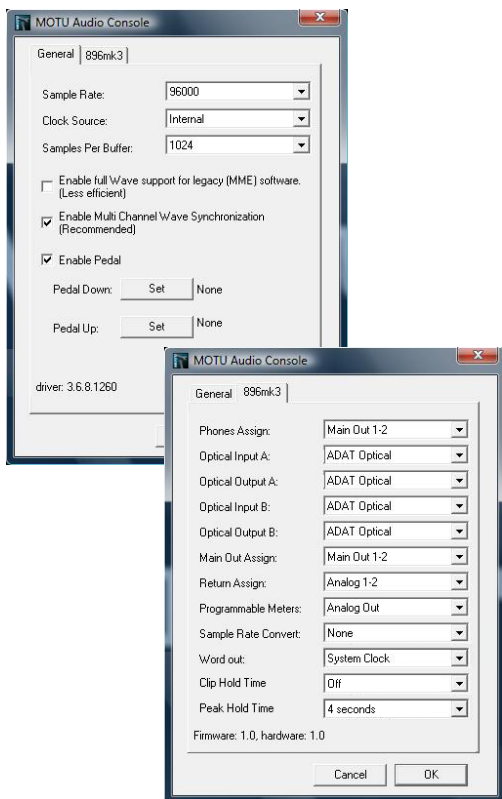 MOTU Audio Console
General 896mk3
Sample Rate: 96000
Clock Source: Internal
Samples Per Buffer: 1024
Enable full Wave support for legacy (MME) software.
(Less efficient)
Enable Multi Channel Wave Synchronization
(Recommended)
Enable Pedal
Pedal Down: Set None
Pedal Up: Set None
driver: 3.6.8.1260
MOTU Audio Console
General 896mk3
Phones Assign: Main Out 1-2
Optical Input A: ADAT Optical
Optical Output A: ADAT Optical
Optical Input B: ADAT Optical
Optical Output B: ADAT Optical
Main Out Assign: Main Out 1-2
Return Assign: Analog 1-2
Programmable Meters: Analog Out
Sample Rate Convert: None
Word out: System Clock
Clip Hold Time Off
Peak Hold Time 4 seconds
Firmware: 1.0, hardware: 1.0
Cancel OK